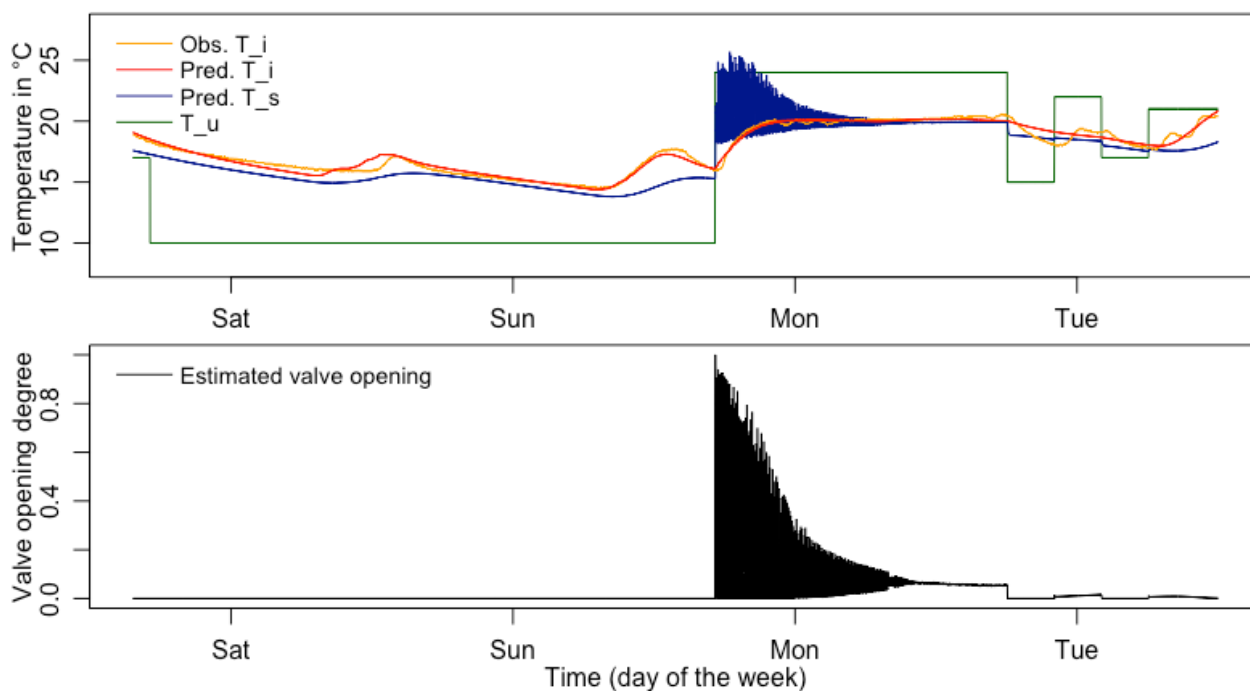 Temperature in °C
25
20
15
10
Obs. T_i
Pred. T_i
Pred. T_s
T_u
Sat
Sun
Mon
Tue
Valve opening degree
0.8
0.4
0.0
Estimated valve opening
Sat
Sun
Mon
Tue
Time (day of the week)